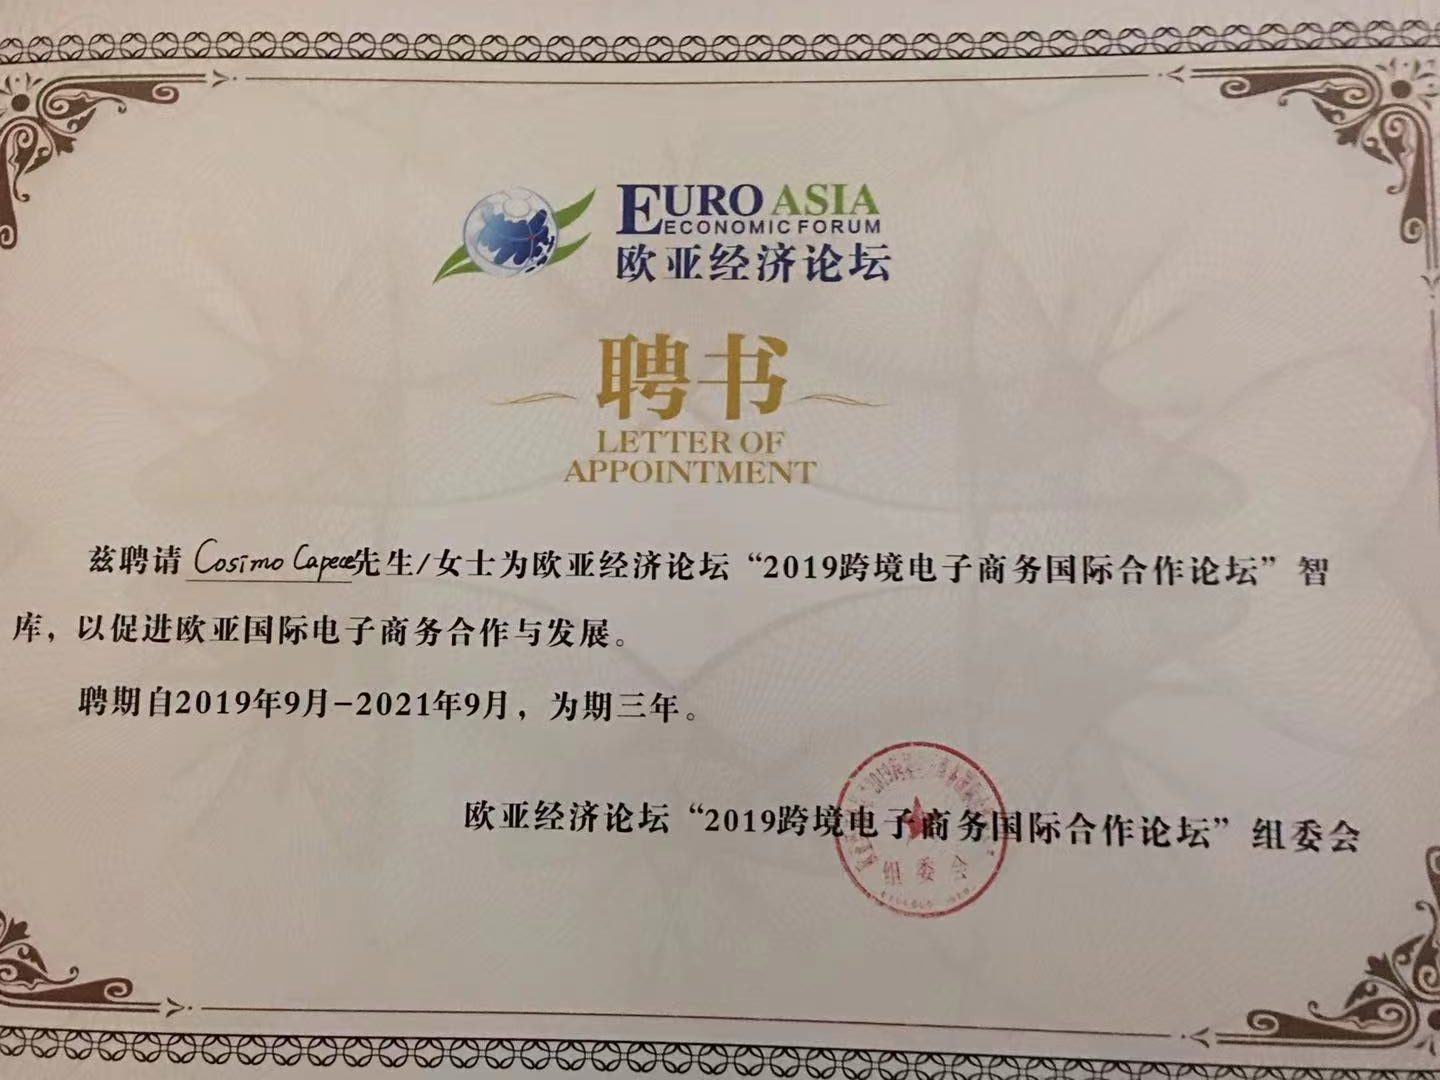 EURO ASIA
ECONOMIC FORUM
欧亚经济论坛
聘书
LETTER OF
APPOINTMENT
兹聘请 Cosimo Capece 先生/女士为欧亚经济论坛“2019跨境电子商务国际合作论坛”智
库，以促进欧亚国际电子商务合作与发展。
聘期自2019年9月-2021年9月，为期三年。
欧亚经济论坛“2019跨境电子商务国际合作论坛”组委会
组委会